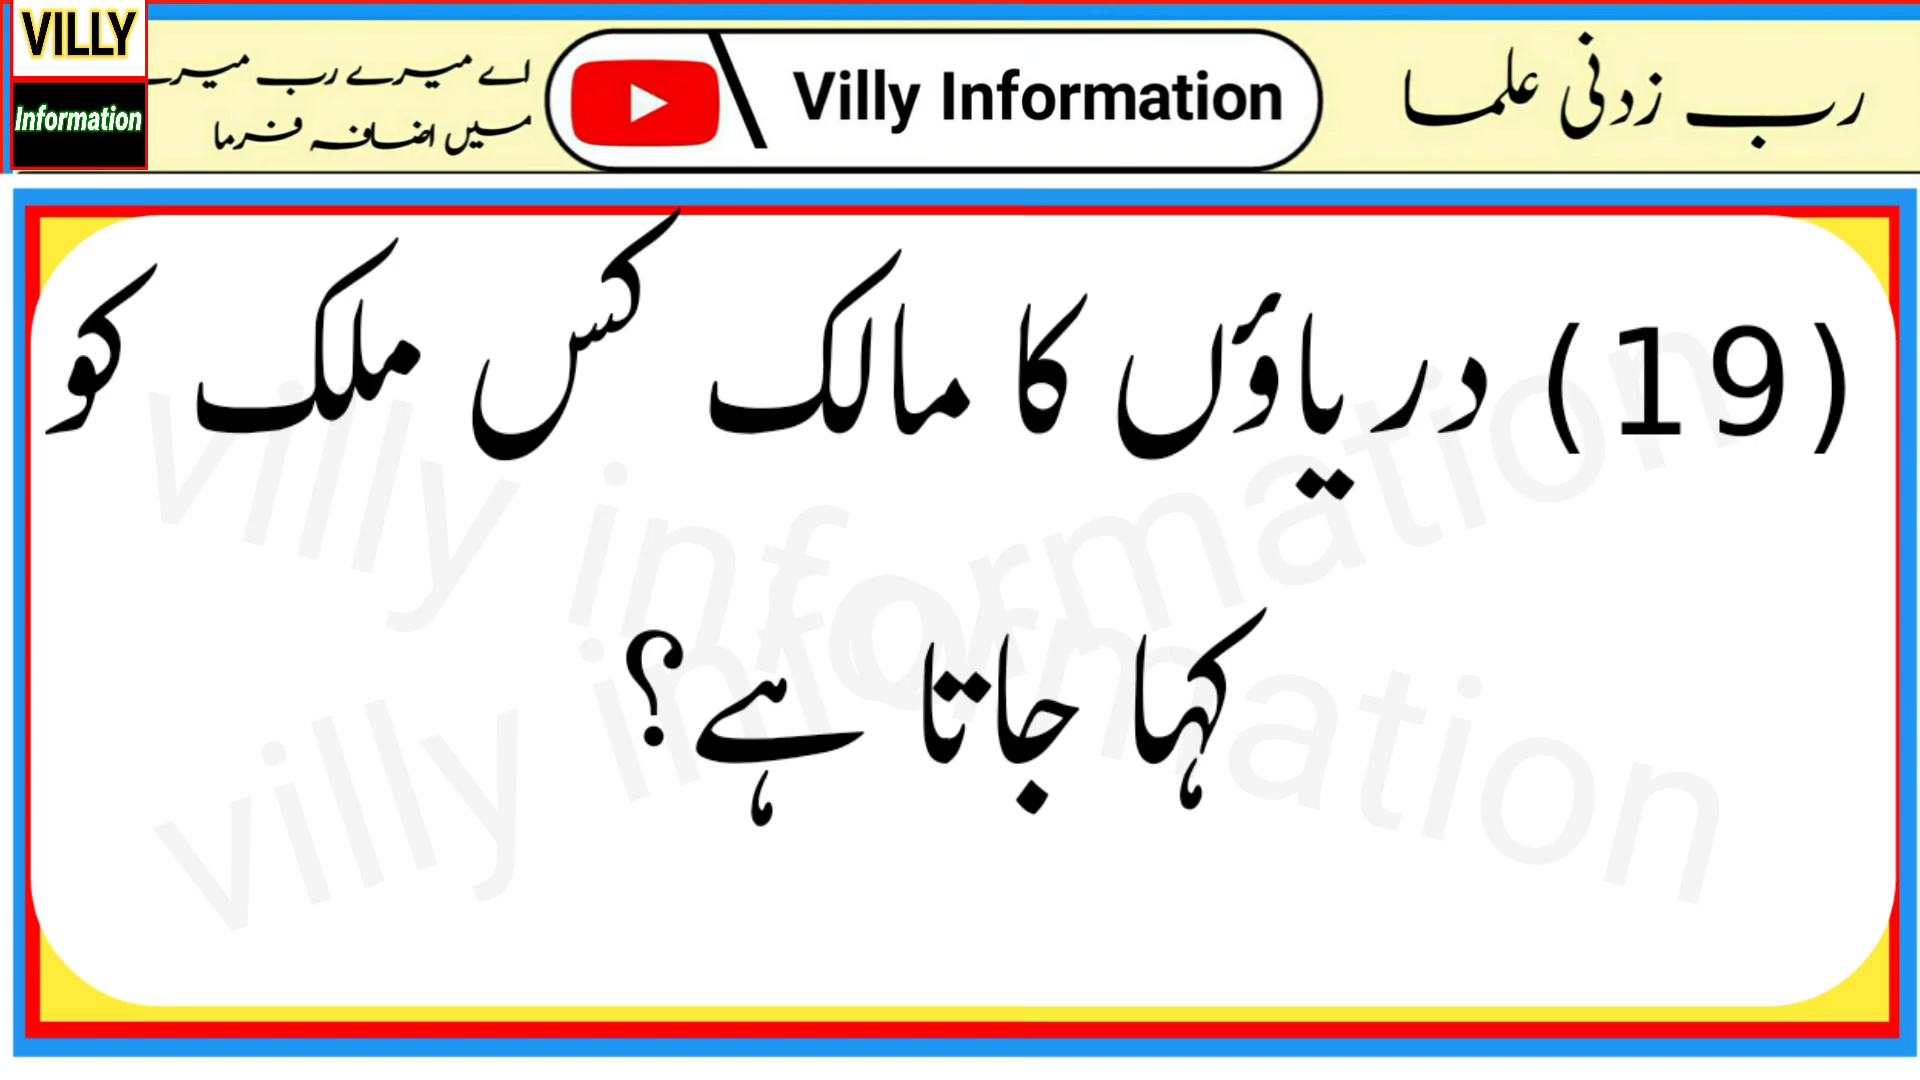 VILLY
Information
اے میرے رب میرے
میں اضافہ فرما
Villy Information
رب زدنی علما
(19) دریاؤں کا مالک کس ملک کو
کہا جاتا ہے؟
villy information
villy information